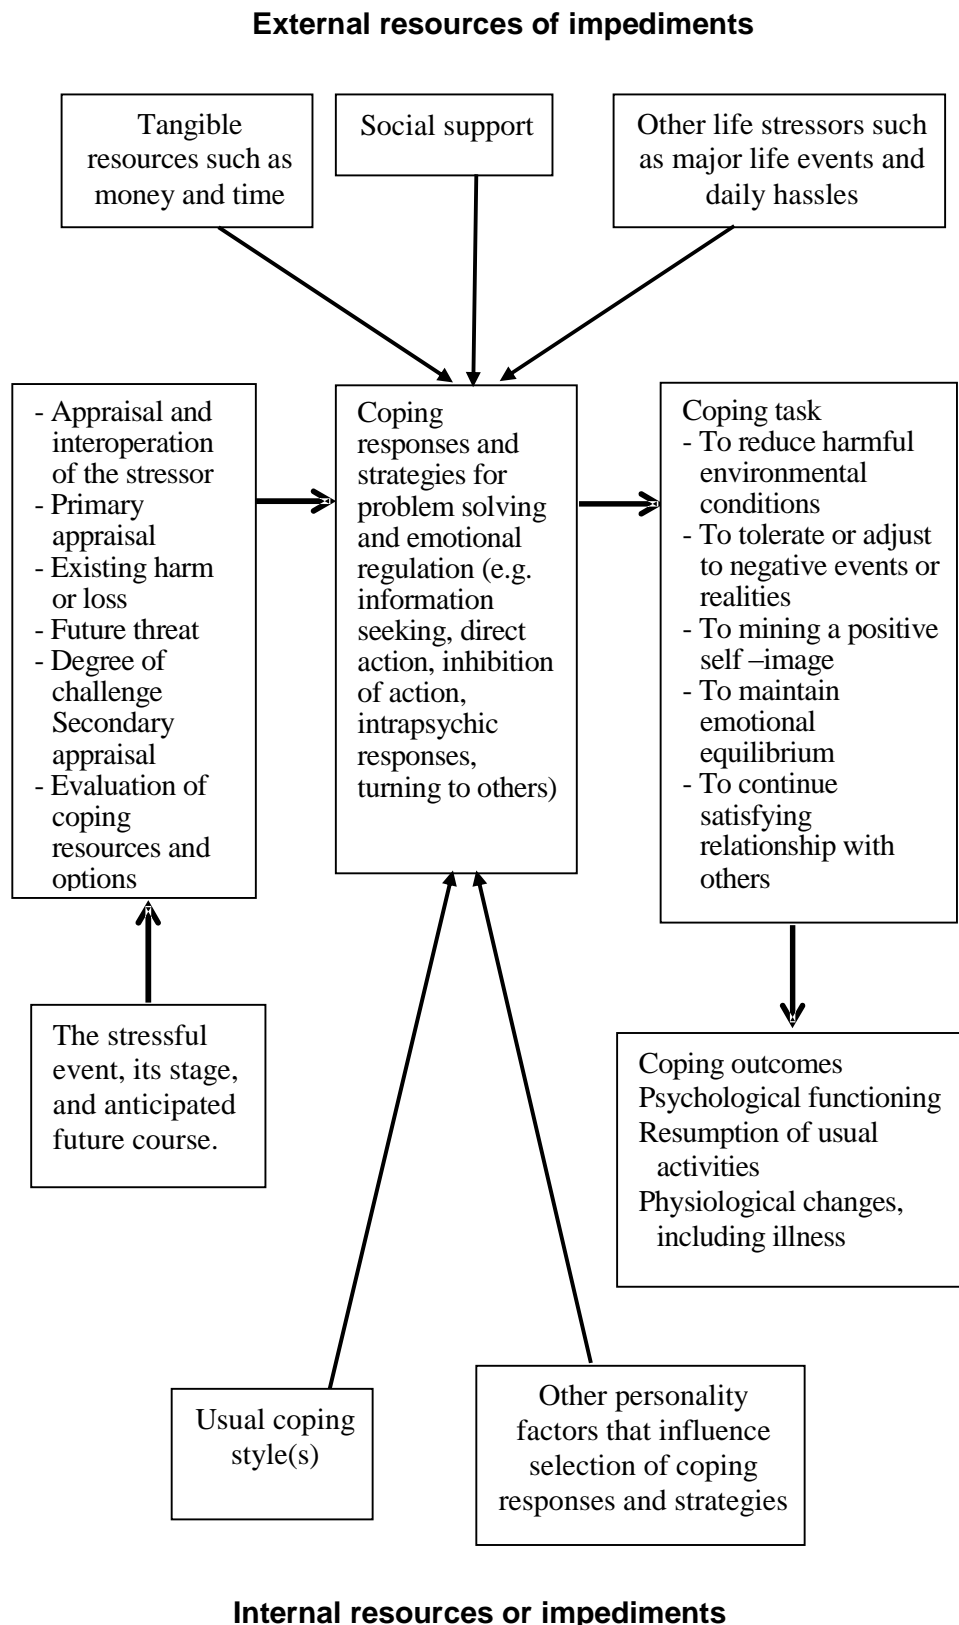 External resources of impediments
Tangible
resources such as
money and time
Social support
Other life stressors such
as major life events and
daily hassles
- Appraisal and
interoperation
of the stressor
- Primary
appraisal
- Existing harm
or loss
- Future threat
- Degree of
challenge
Secondary
appraisal
- Evaluation of
coping
resources and
options
Coping
responses and
strategies for
problem solving
and emotional
regulation (e.g.
information
seeking, direct
action, inhibition
of action,
intrapsychic
responses,
turning to others)
Coping task
- To reduce harmful
environmental
conditions
- To tolerate or adjust
to negative events or
realities
- To mining a positive
self –image
- To maintain
emotional
equilibrium
- To continue
satisfying
relationship with
others
The stressful
event, its stage,
and anticipated
future course.
Coping outcomes
Psychological functioning
Resumption of usual
activities
Physiological changes,
including illness
Usual coping
style(s)
Other personality
factors that influence
selection of coping
responses and strategies
Internal resources or impediments